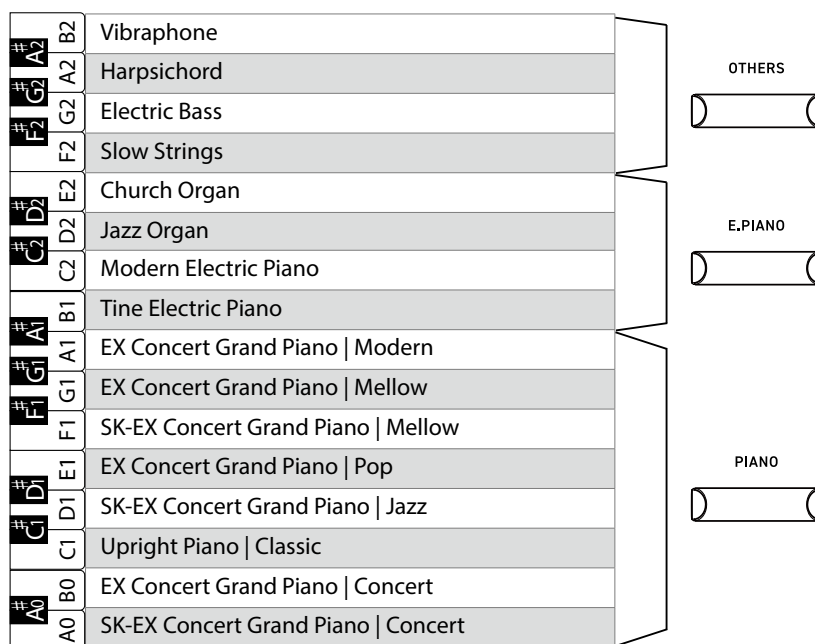 B2 Vibraphone
A#2
A2 Harpsichord
G#2
G2 Electric Bass
F#2
F2 Slow Strings
OTHERS
E2 Church Organ
D#2
D2 Jazz Organ
C#2
C2 Modern Electric Piano
B1 Tine Electric Piano
E.PIANO
A#1
A1 EX Concert Grand Piano | Modern
G#1
G1 EX Concert Grand Piano | Mellow
F#1
F1 SK-EX Concert Grand Piano | Mellow
E1 EX Concert Grand Piano | Pop
D#1
D1 SK-EX Concert Grand Piano | Jazz
C#1
C1 Upright Piano | Classic
B0 EX Concert Grand Piano | Concert
A#0
A0 SK-EX Concert Grand Piano | Concert
PIANO